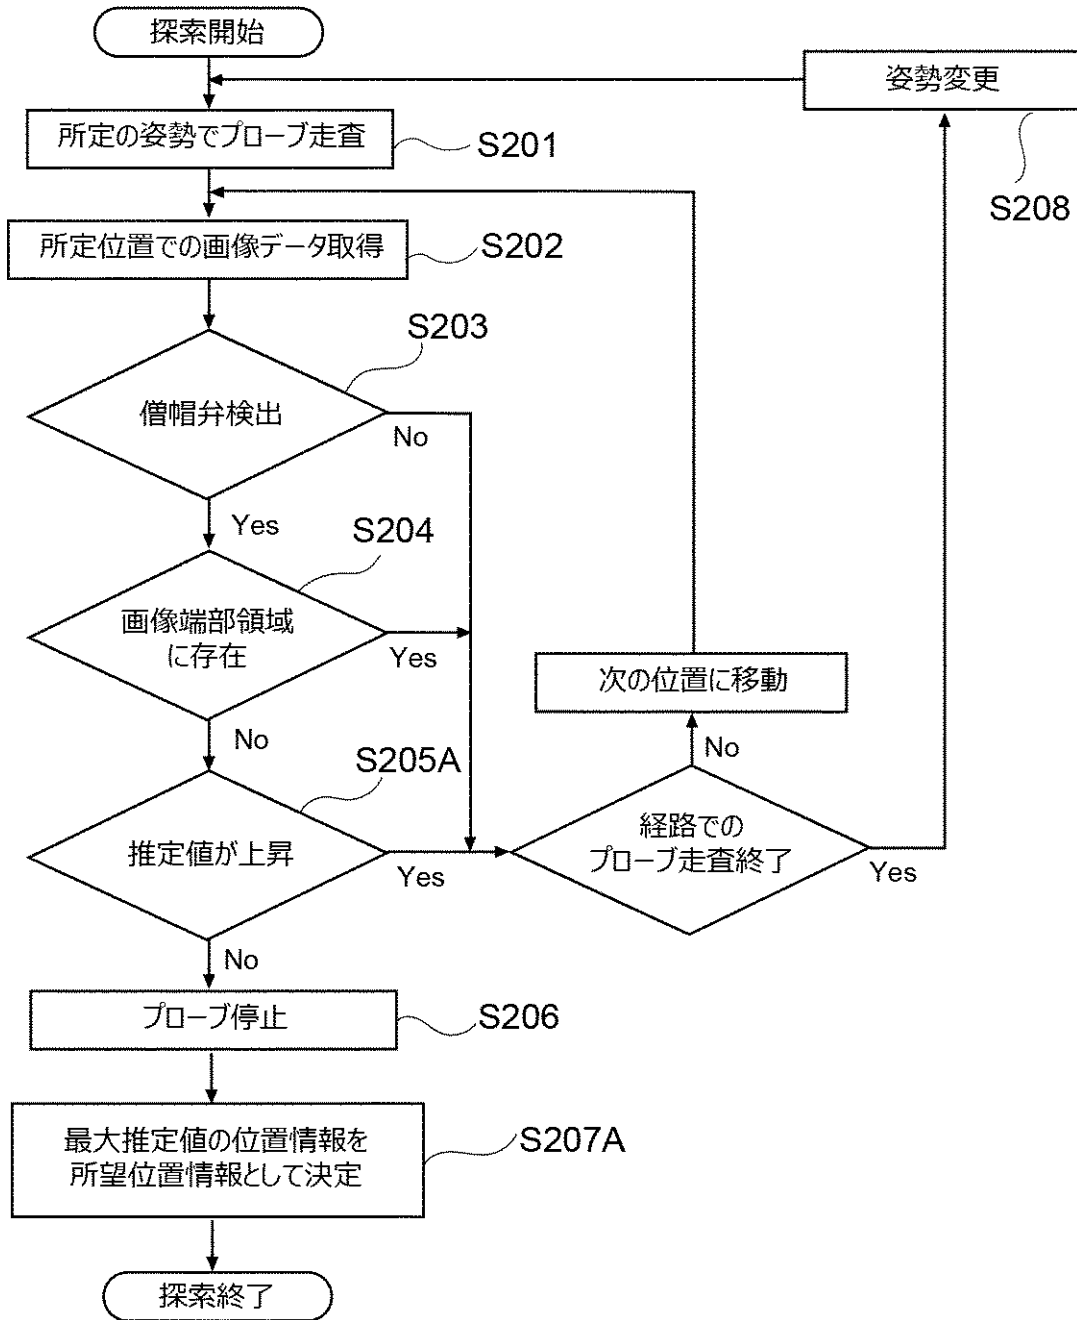 探索開始
姿勢変更
所定の姿勢でプローブ走査
S201
S208
所定位置での画像データ取得
S202
S203
僧帽弁検出
No
Yes
S204
画像端部領域
に存在
Yes
次の位置に移動
No
No
S205A
経路での
プローブ走査終了
推定値が上昇
Yes
Yes
No
プローブ停止
S206
最大推定値の位置情報を
所望位置情報として決定
S207A
探索終了